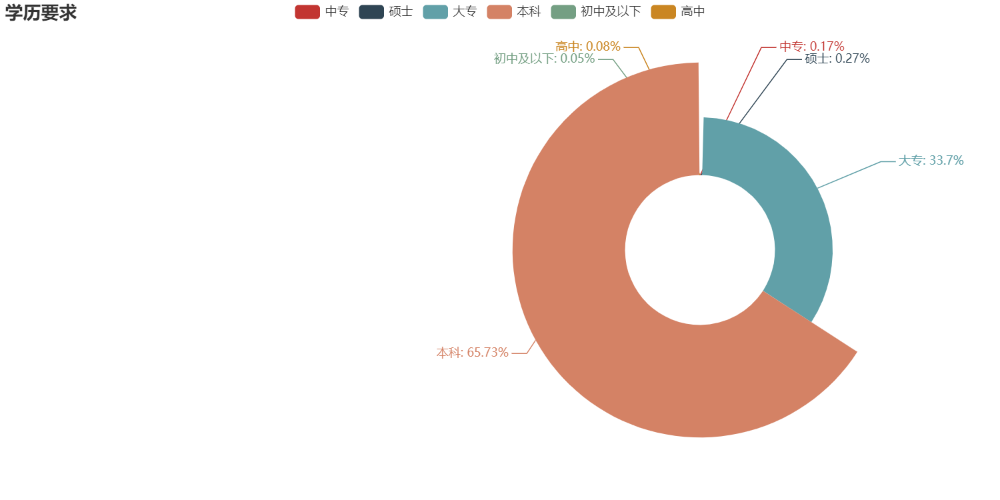 学历要求
中专
硕士
大专
本科
初中及以下
高中
高中: 0.08%
中专: 0.17%
初中及以下: 0.05%
硕士: 0.27%
大专: 33.7%
本科: 65.73%